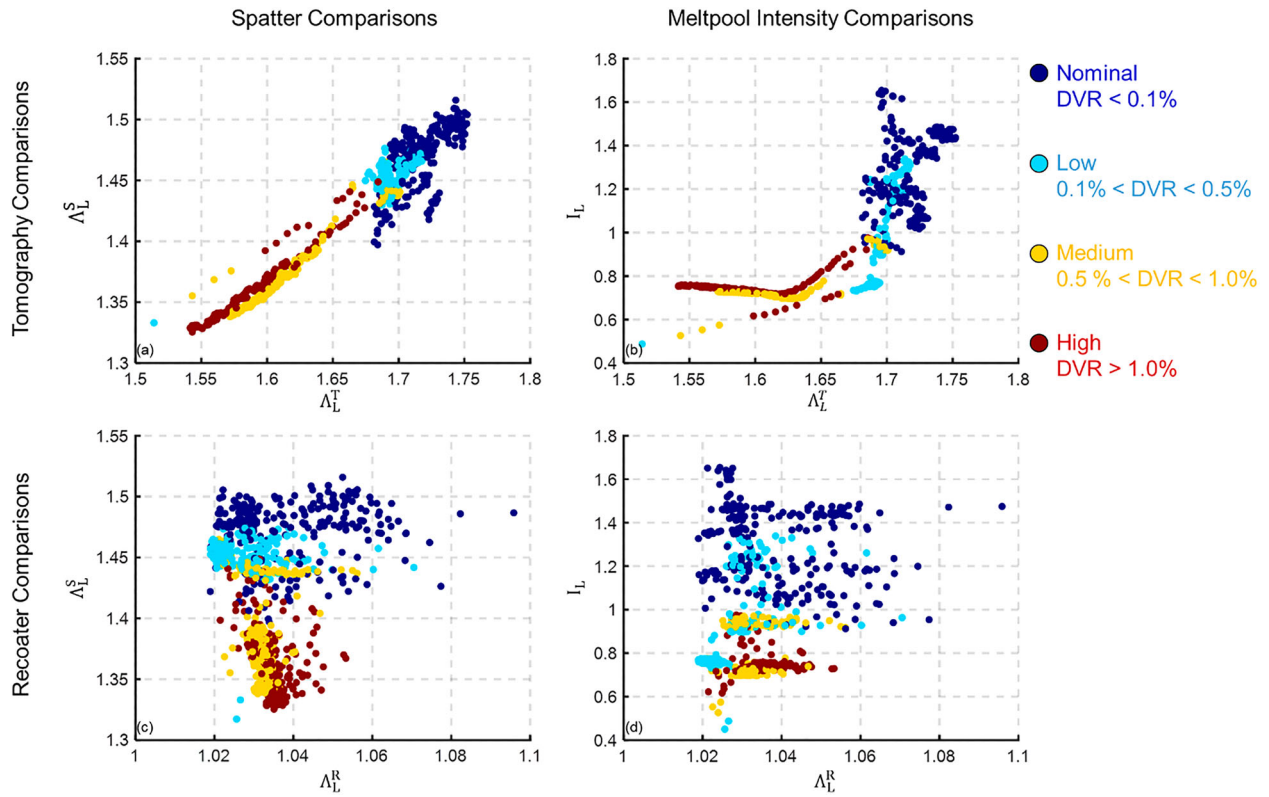 Spatter Comparisons
Meltpool Intensity Comparisons
Tomography Comparisons
1.55
1.5
1.45
1.4
1.35
1.3
Λ_L^S
(a)
1.5
1.55
1.6
1.65
1.7
1.75
1.8
Λ_L^T
1.8
1.6
1.4
1.2
1
0.8
0.6
0.4
I_L
(b)
1.5
1.55
1.6
1.65
1.7
1.75
1.8
Λ_L^T
Nominal
DVR < 0.1%
Low
0.1% < DVR < 0.5%
Medium
0.5 % < DVR < 1.0%
High
DVR > 1.0%
Recoater Comparisons
1.55
1.5
1.45
1.4
1.35
1.3
Λ_L^S
(c)
1
1.02
1.04
1.06
1.08
1.1
Λ_L^R
1.8
1.6
1.4
1.2
1
0.8
0.6
0.4
I_L
(d)
1
1.02
1.04
1.06
1.08
1.1
Λ_L^R